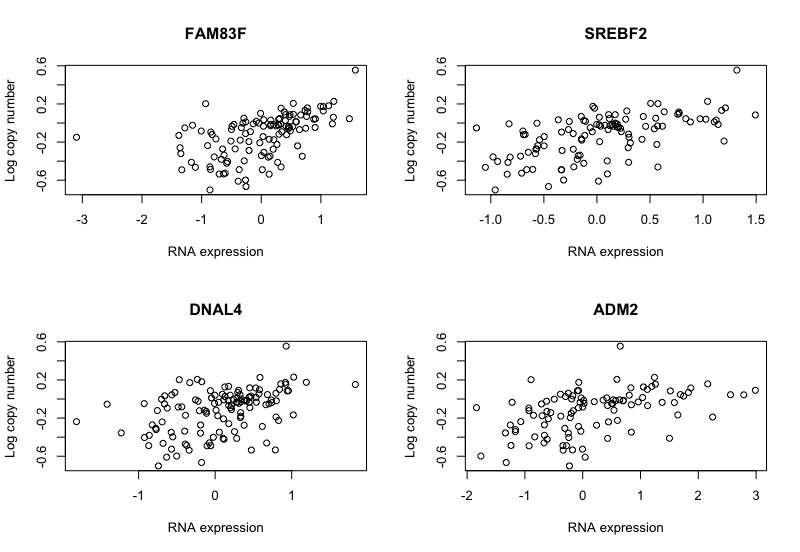 FAM83F
Log copy number
0.6
0.2
-0.2
-0.6
-3 -2 -1 0 1
RNA expression
SREBF2
Log copy number
0.6
0.2
-0.2
-0.6
-1.0 -0.5 0.0 0.5 1.0 1.5
RNA expression
DNAL4
Log copy number
0.6
0.2
-0.2
-0.6
-1 0 1
RNA expression
ADM2
Log copy number
0.6
0.2
-0.2
-0.6
-2 -1 0 1 2 3
RNA expression